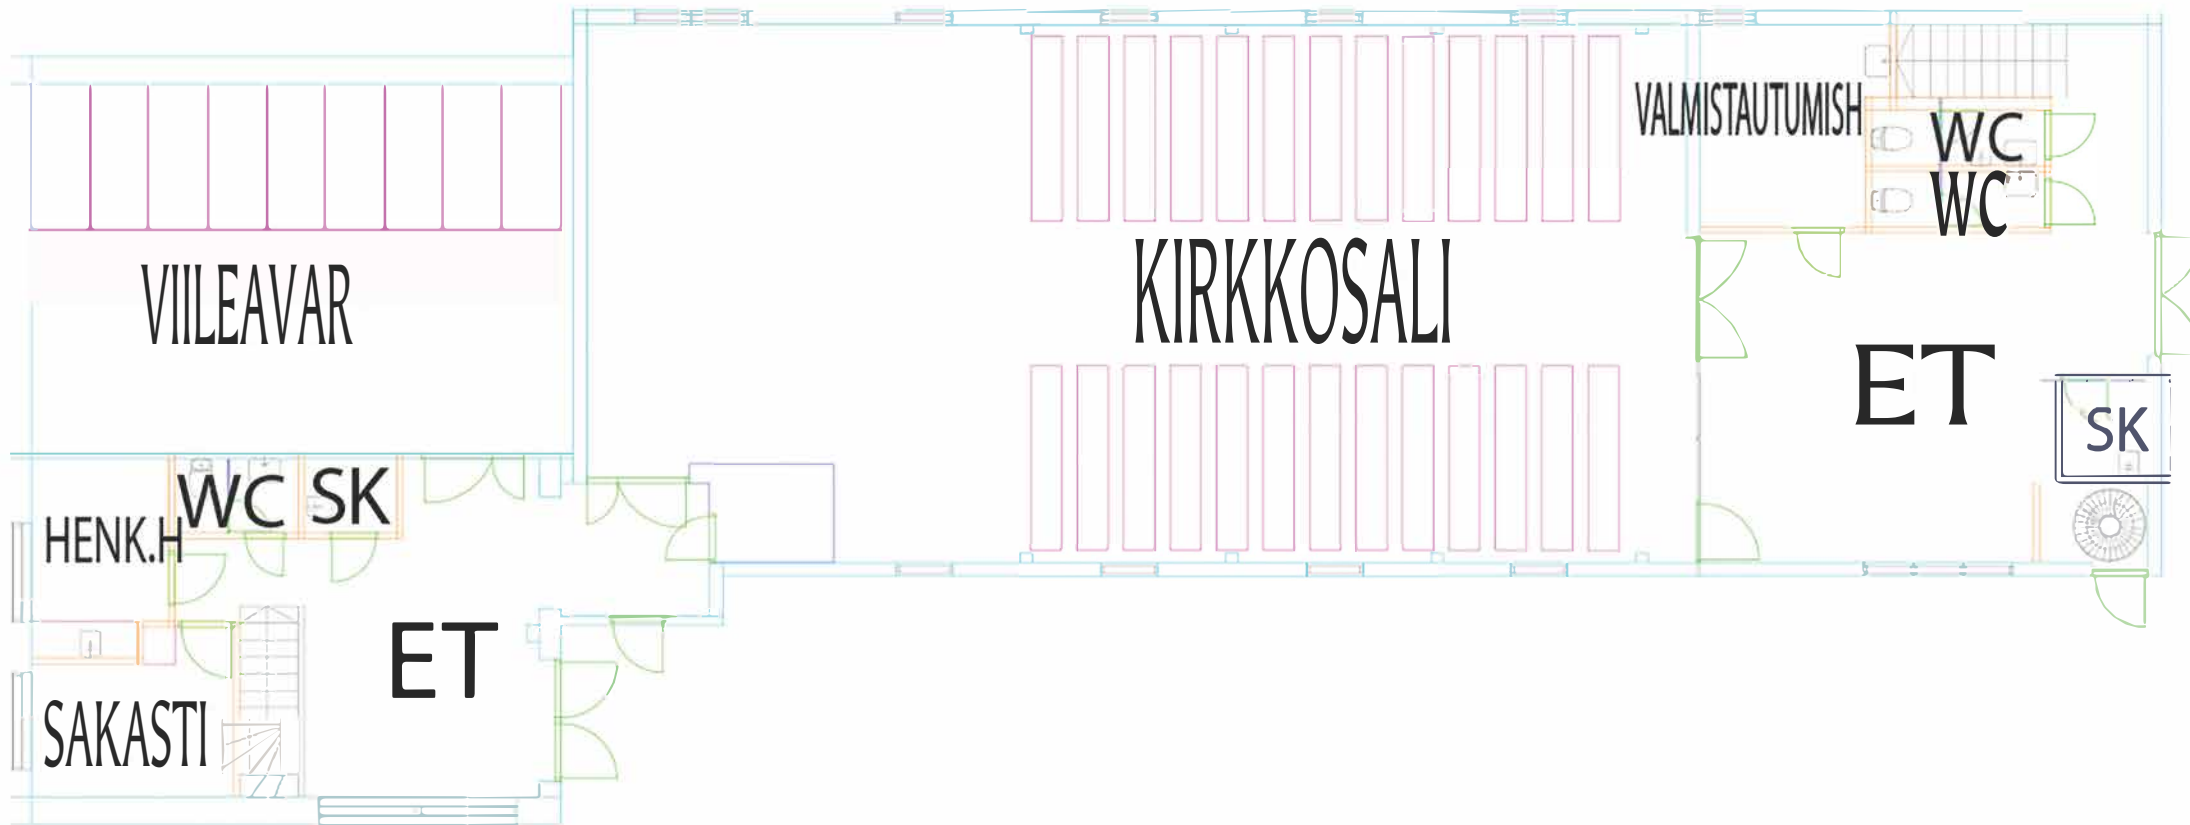 VALMISTAUTUMISH
WC
WC
VIILEAVAR
KIRKKOSALI
ET
SK
WC
SK
HENK.H
ET
SAKASTI